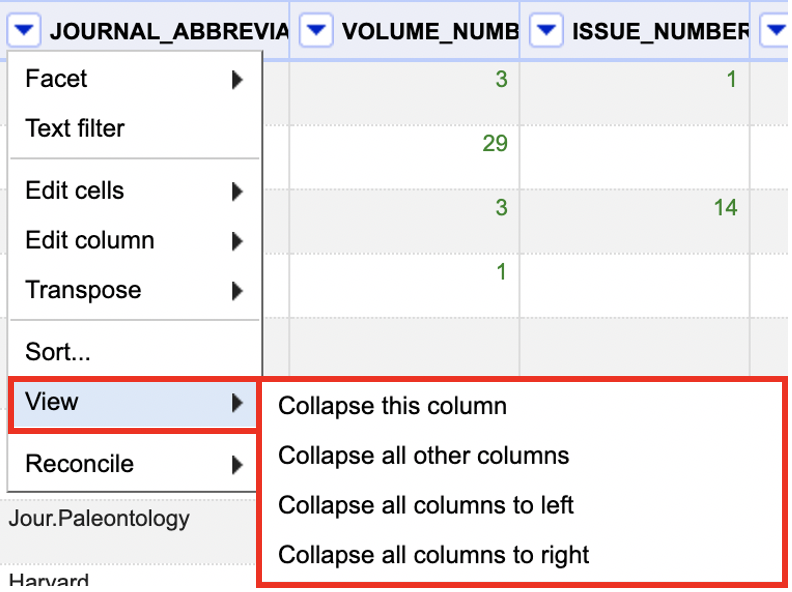 JOURNAL_ABBREVIA VOLUME_NUMB ISSUE_NUMBER
Facet 3 1
Text filter
29
Edit cells
3 14
Edit column
1
Transpose
Sort...
View
Collapse this column
Collapse all other columns
Reconcile
Collapse all columns to left
Jour.Paleontology
Collapse all columns to right
Harvard